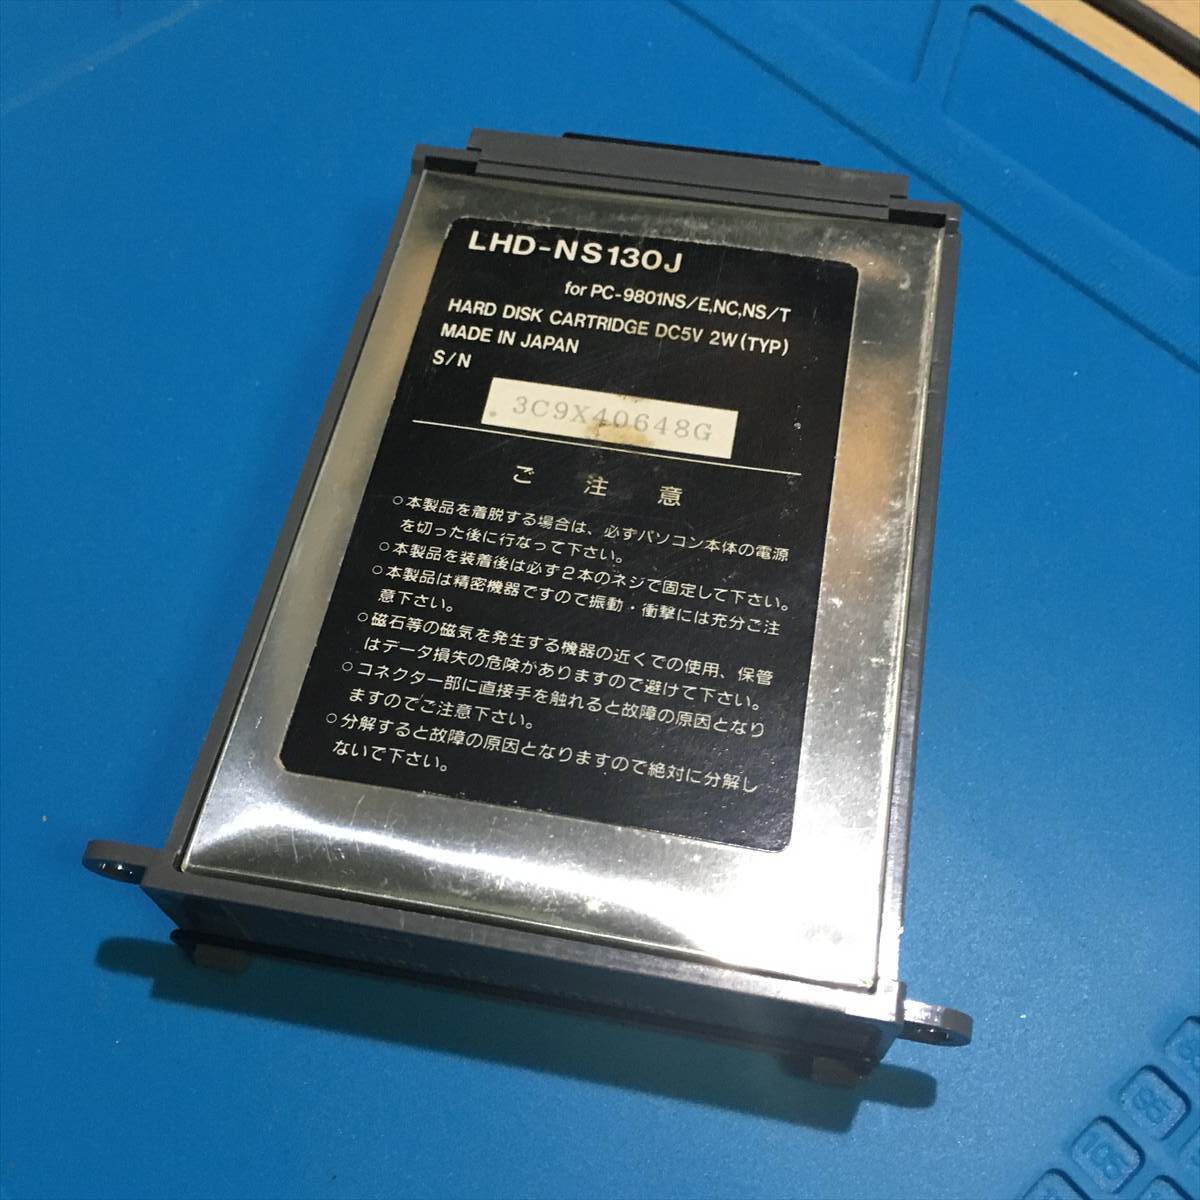 LHD-NS130J
for PC-9801NS/E,NC,NS/T
HARD DISK CARTRIDGE DC5V 2W(TYP)
MADE IN JAPAN
S/N
3C9X40648G
ご注意
○本製品を着脱する場合は、必ずパソコン本体の電源
を切った後に行なって下さい。
○本製品を装着後は必ず2本のネジで固定して下さい。
○本製品は精密機器ですので振動・衝撃には充分ご注
意下さい。
○磁石等の磁気を発生する機器の近くでの使用、保管
はデータ損失の危険がありますので避けて下さい。
○コネクター部に直接手を触れると故障の原因となり
ますのでご注意下さい。
○分解すると故障の原因となりますので絶対に分解し
ないで下さい。